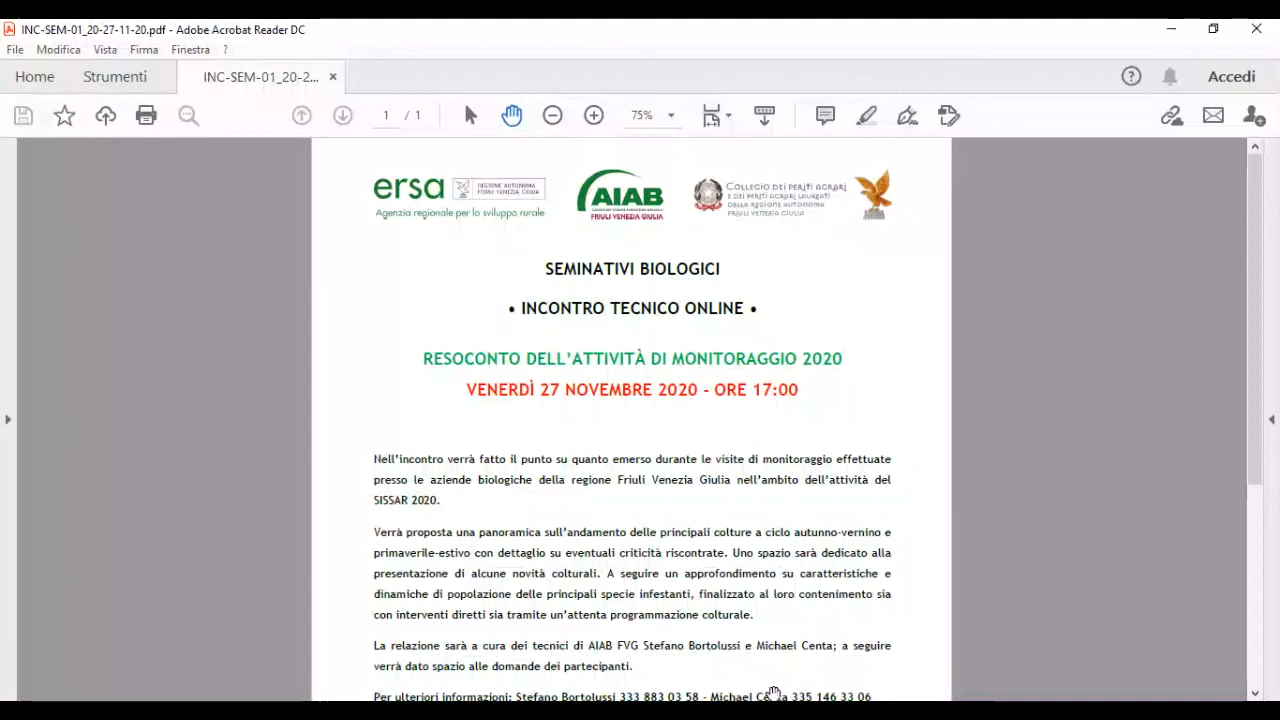 INC-SEM-01_20-27-11-20.pdf - Adobe Acrobat Reader DC
File Modifica Vista Firma Finestra ?
Home Strumenti INC-SEM-01_20-2... × Accedi
1 / 1 75%
ersa REGIONE AUTONOMA FRIULI VENEZIA GIULIA
Agenzia regionale per lo sviluppo rurale
AIAB
FRIULI VENEZIA GIULIA
COLLEGIO DEI PERITI AGRARI
E DEI PERITI AGRARI LAUREATI
DELLA REGIONE AUTONOMA
FRIULI VENEZIA GIULIA
SEMINATIVI BIOLOGICI
• INCONTRO TECNICO ONLINE •
RESOCONTO DELL'ATTIVITÀ DI MONITORAGGIO 2020
VENERDÌ 27 NOVEMBRE 2020 - ORE 17:00
Nell'incontro verrà fatto il punto su quanto emerso durante le visite di monitoraggio effettuate
presso le aziende biologiche della regione Friuli Venezia Giulia nell'ambito dell'attività del
SISSAR 2020.
Verrà proposta una panoramica sull'andamento delle principali colture a ciclo autunno-vernino e
primaverile-estivo con dettaglio su eventuali criticità riscontrate. Uno spazio sarà dedicato alla
presentazione di alcune novità colturali. A seguire un approfondimento su caratteristiche e
dinamiche di popolazione delle principali specie infestanti, finalizzato al loro contenimento sia
con interventi diretti sia tramite un'attenta programmazione colturale.
La relazione sarà a cura dei tecnici di AIAB FVG Stefano Bortolussi e Michael Centa; a seguire
verrà dato spazio alle domande dei partecipanti.
Per ulteriori informazioni: Stefano Bortolussi 333 883 03 58 - Michael Centa 335 146 33 06